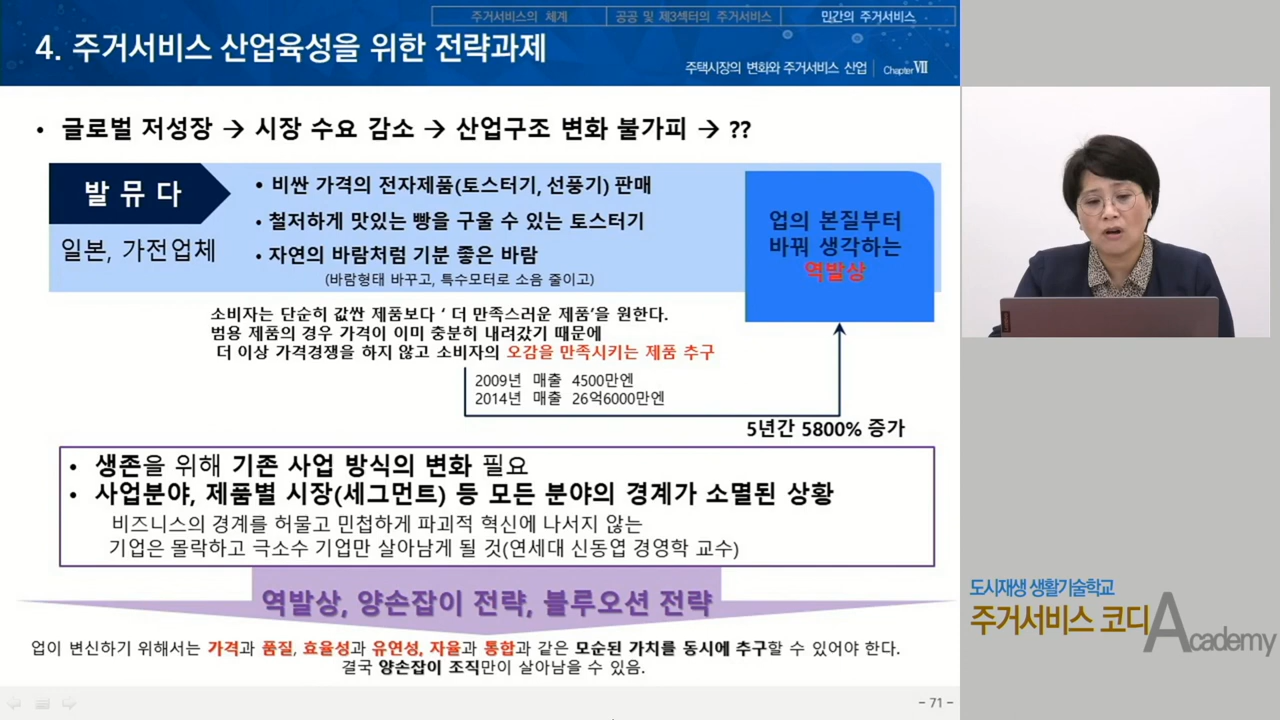 주거서비스의 체계
공공 및 제3섹터의 주거서비스
민간의 주거서비스
4. 주거서비스 산업육성을 위한 전략과제
주택시장의 변화와 주거서비스 산업 | Chapter Ⅶ
• 글로벌 저성장 → 시장 수요 감소 → 산업구조 변화 불가피 → ??
발 뮤 다
일본, 가전업체
• 비싼 가격의 전자제품(토스터기, 선풍기) 판매
• 철저하게 맛있는 빵을 구울 수 있는 토스터기
• 자연의 바람처럼 기분 좋은 바람
(바람형태 바꾸고, 특수모터로 소음 줄이고)
업의 본질부터
바꿔 생각하는
역발상
소비자는 단순히 값싼 제품보다 ‘ 더 만족스러운 제품’을 원한다.
범용 제품의 경우 가격이 이미 충분히 내려갔기 때문에
더 이상 가격경쟁을 하지 않고 소비자의 오감을 만족시키는 제품 추구
2009년 매출 4500만엔
2014년 매출 26억6000만엔
5년간 5800% 증가
• 생존을 위해 기존 사업 방식의 변화 필요
• 사업분야, 제품별 시장(세그먼트) 등 모든 분야의 경계가 소멸된 상황
비즈니스의 경계를 허물고 민첩하게 파괴적 혁신에 나서지 않는
기업은 몰락하고 극소수 기업만 살아남게 될 것(연세대 신동엽 경영학 교수)
역발상, 양손잡이 전략, 블루오션 전략
업이 변신하기 위해서는 가격과 품질, 효율성과 유연성, 자율과 통합과 같은 모순된 가치를 동시에 추구할 수 있어야 한다.
결국 양손잡이 조직만이 살아남을 수 있음.
- 71 -
도시재생 생활기술학교
주거서비스 코디 Academy